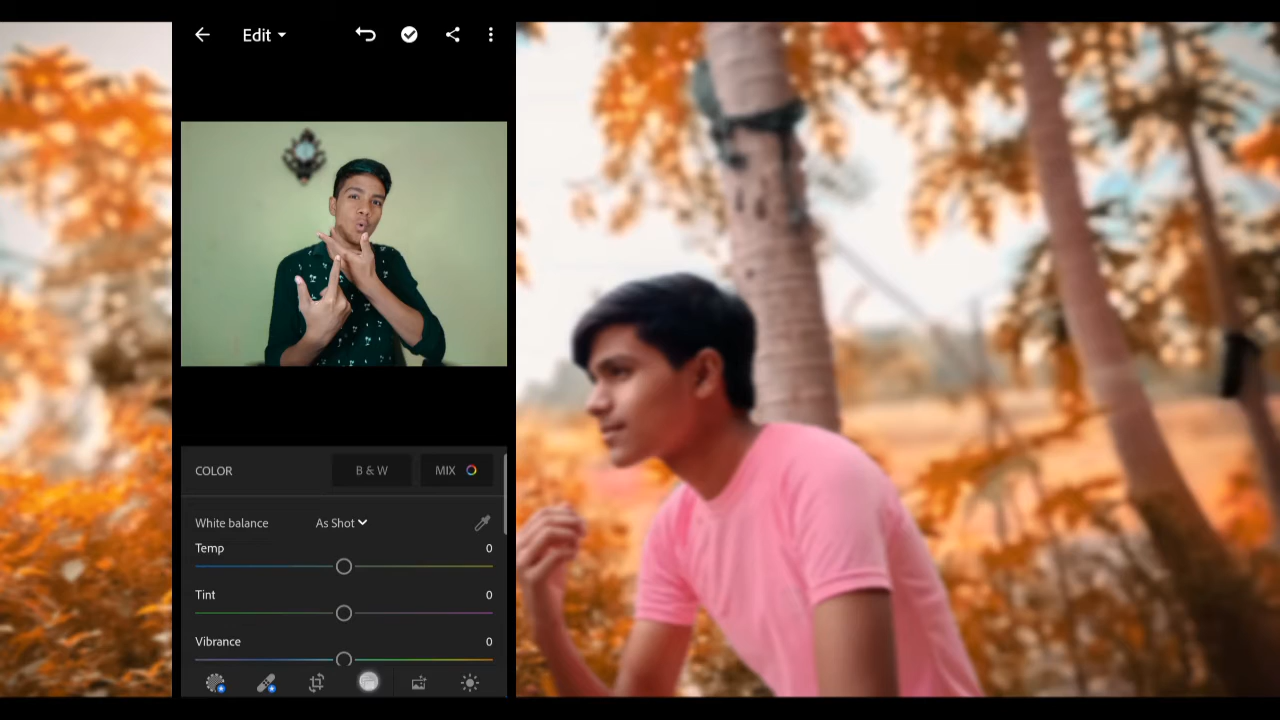 Edit
COLOR B & W MIX
White balance As Shot
Temp 0
Tint 0
Vibrance 0